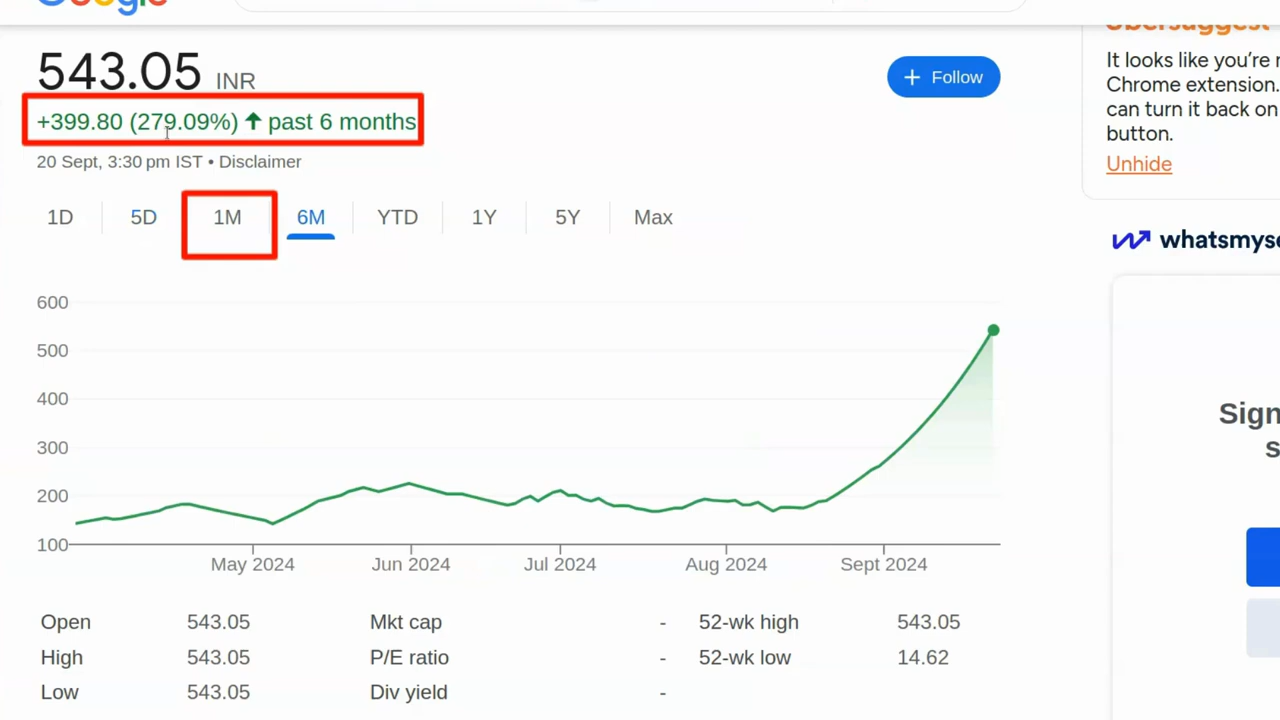 Google
Ubersuggest
543.05 INR
+ Follow
+399.80 (279.09%) ↑ past 6 months
20 Sept, 3:30 pm IST • Disclaimer
It looks like you're
Chrome extension.
can turn it back on
button.
Unhide
1D 5D 1M 6M YTD 1Y 5Y Max
whatsmyse
600
500
400
300
200
100
May 2024 Jun 2024 Jul 2024 Aug 2024 Sept 2024
Sign
s
Open 543.05 Mkt cap - 52-wk high 543.05
High 543.05 P/E ratio - 52-wk low 14.62
Low 543.05 Div yield -